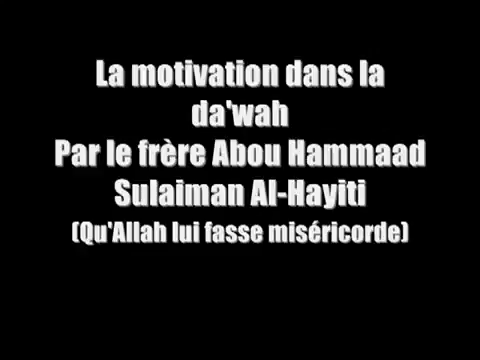 La motivation dans la
da'wah
Par le frère Abou Hammaad
Sulaiman Al-Hayiti
(Qu'Allah lui fasse miséricorde)